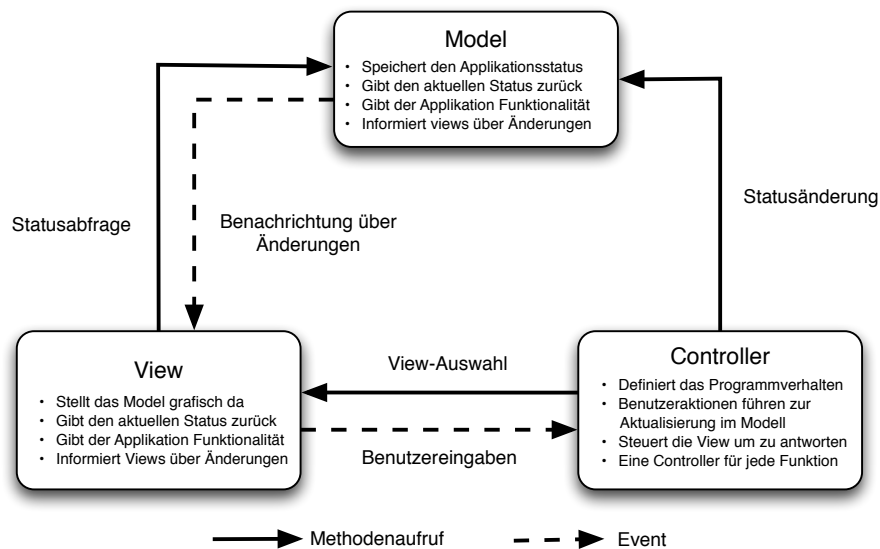 Model
• Speichert den Applikationsstatus
• Gibt den aktuellen Status zurück
• Gibt der Applikation Funktionalität
• Informiert views über Änderungen
Statusabfrage
Benachrichtung über
Änderungen
Statusänderung
View
• Stellt das Model grafisch da
• Gibt den aktuellen Status zurück
• Gibt der Applikation Funktionalität
• Informiert Views über Änderungen
View-Auswahl
Benutzereingaben
Controller
• Definiert das Programmverhalten
• Benutzeraktionen führen zur
Aktualisierung im Modell
• Steuert die View um zu antworten
• Eine Controller für jede Funktion
Methodenaufruf
Event